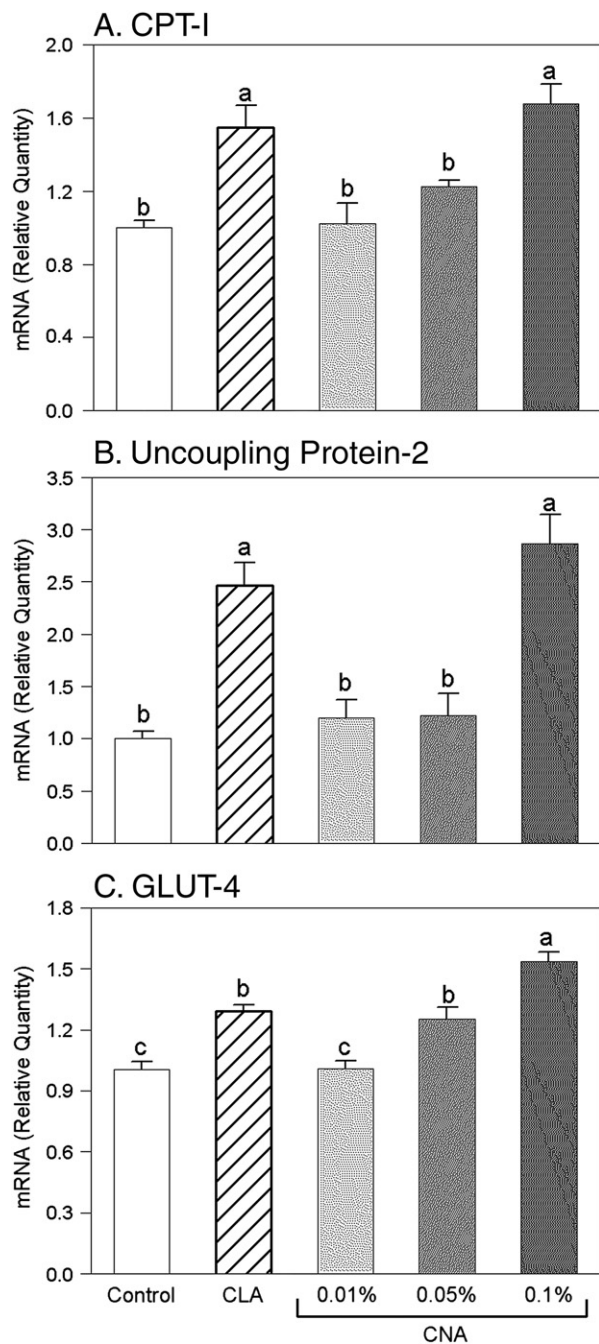 A. CPT-I
2.0
1.6
1.2
0.8
0.4
0.0
mRNA (Relative Quantity)
b
a
b
b
a
B. Uncoupling Protein-2
3.5
3.0
2.5
2.0
1.5
1.0
0.5
0.0
mRNA (Relative Quantity)
b
a
b
b
a
C. GLUT-4
1.8
1.5
1.2
0.9
0.6
0.3
0.0
mRNA (Relative Quantity)
c
b
c
b
a
Control CLA 0.01% 0.05% 0.1%
CNA